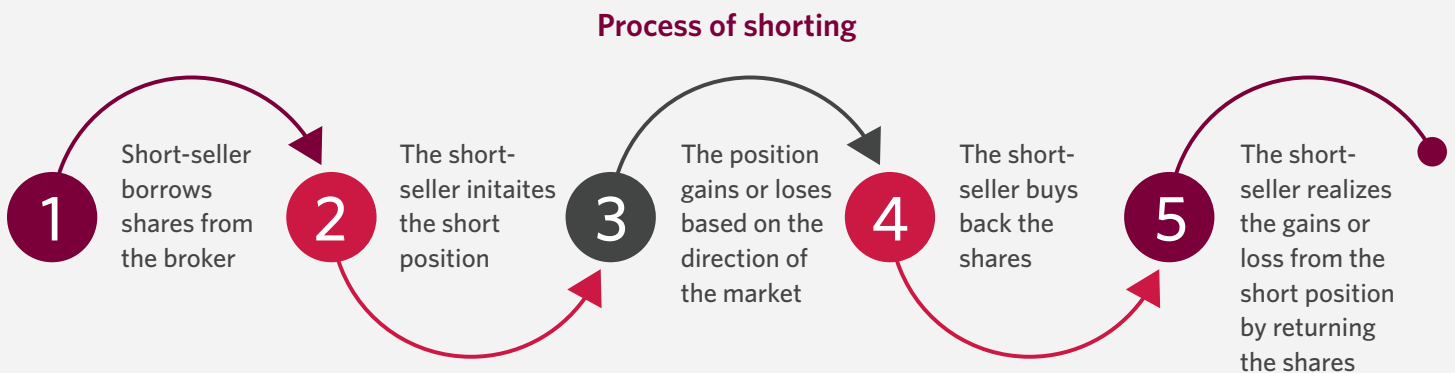 Process of shorting
1
Short-seller
borrows
shares from
the broker
2
The short-
seller initaites
the short
position
3
The position
gains or loses
based on the
direction of
the market
4
The short-
seller buys
back the
shares
5
The short-
seller realizes
the gains or
loss from the
short position
by returning
the shares